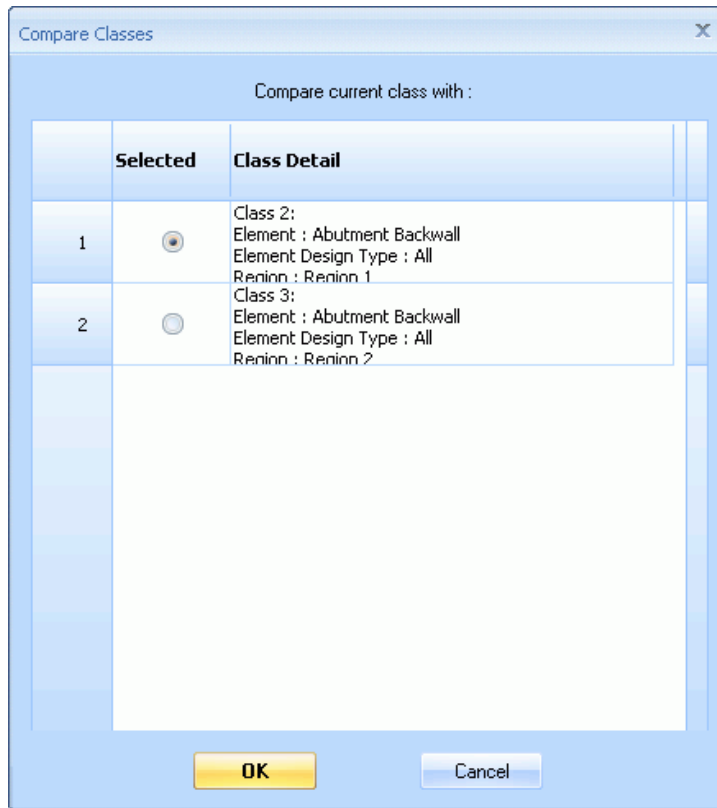 Compare Classes
x
Compare current class with :
Selected Class Detail
1
Class 2:
Element : Abutment Backwall
Element Design Type : All
Region : Region 1
2
Class 3:
Element : Abutment Backwall
Element Design Type : All
Region : Region 2
OK Cancel